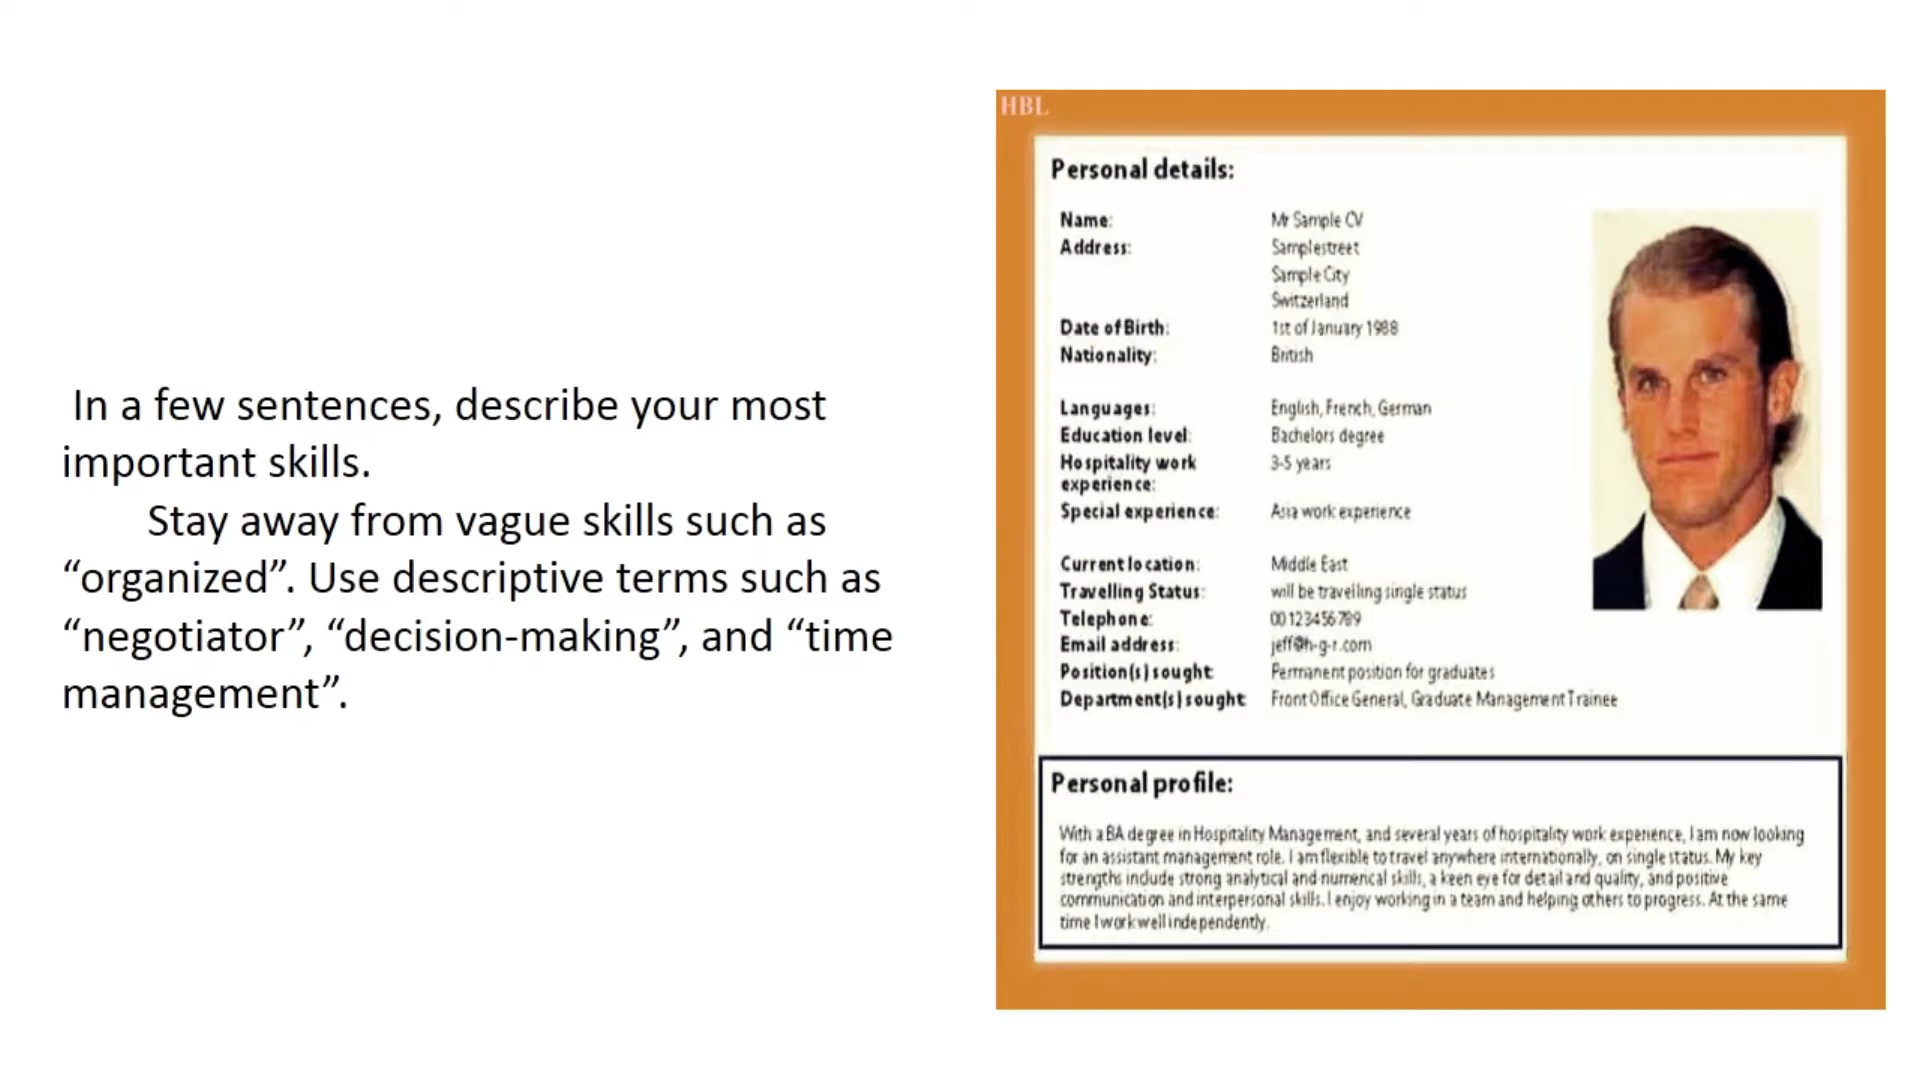 In a few sentences, describe your most
important skills.
Stay away from vague skills such as
“organized”. Use descriptive terms such as
“negotiator”, “decision-making”, and “time
management”.
HBL
Personal details:
Name: Mr Sample CV
Address: Samplestreet
Sample City
Switzerland
Date of Birth: 1st of January 1988
Nationality: British
Languages: English, French, German
Education level: Bachelors degree
Hospitality work 3-5 years
experience:
Special experience: Asia work experience
Current location: Middle East
Travelling Status: will be travelling single status
Telephone: 00123456789
Email address: jeff@h-g-r.com
Position(s) sought: Permanent position for graduates
Department(s) sought: Front Office General, Graduate Management Trainee
Personal profile:
With a BA degree in Hospitality Management, and several years of hospitality work experience, I am now looking
for an assistant management role. I am flexible to travel anywhere internationally, on single status. My key
strengths include strong analytical and numerical skills, a keen eye for detail and quality, and positive
communication and interpersonal skills. I enjoy working in a team and helping others to progress. At the same
time I work well independently.